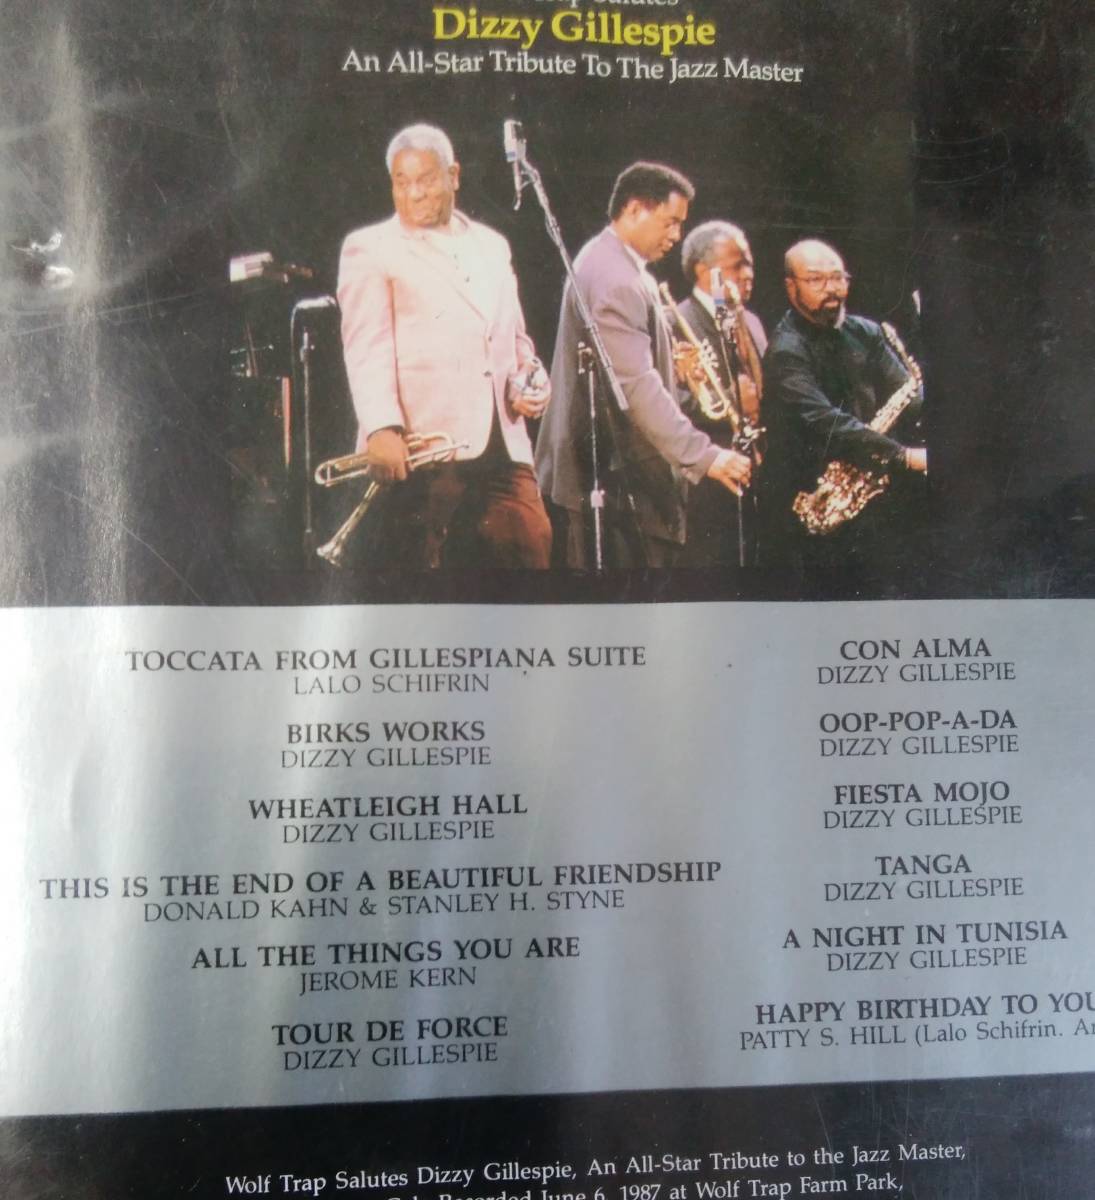 Salutes
Dizzy Gillespie
An All-Star Tribute To The Jazz Master
TOCCATA FROM GILLESPIANA SUITE
LALO SCHIFRIN
BIRKS WORKS
DIZZY GILLESPIE
WHEATLEIGH HALL
DIZZY GILLESPIE
THIS IS THE END OF A BEAUTIFUL FRIENDSHIP
DONALD KAHN & STANLEY H. STYNE
ALL THE THINGS YOU ARE
JEROME KERN
TOUR DE FORCE
DIZZY GILLESPIE
CON ALMA
DIZZY GILLESPIE
OOP-POP-A-DA
DIZZY GILLESPIE
FIESTA MOJO
DIZZY GILLESPIE
TANGA
DIZZY GILLESPIE
A NIGHT IN TUNISIA
DIZZY GILLESPIE
HAPPY BIRTHDAY TO YOU
PATTY S. HILL (Lalo Schifrin.
Wolf Trap Salutes Dizzy Gillespie, An All-Star Tribute to the Jazz Master,
Recorded June 6, 1987 at Wolf Trap Farm Park,